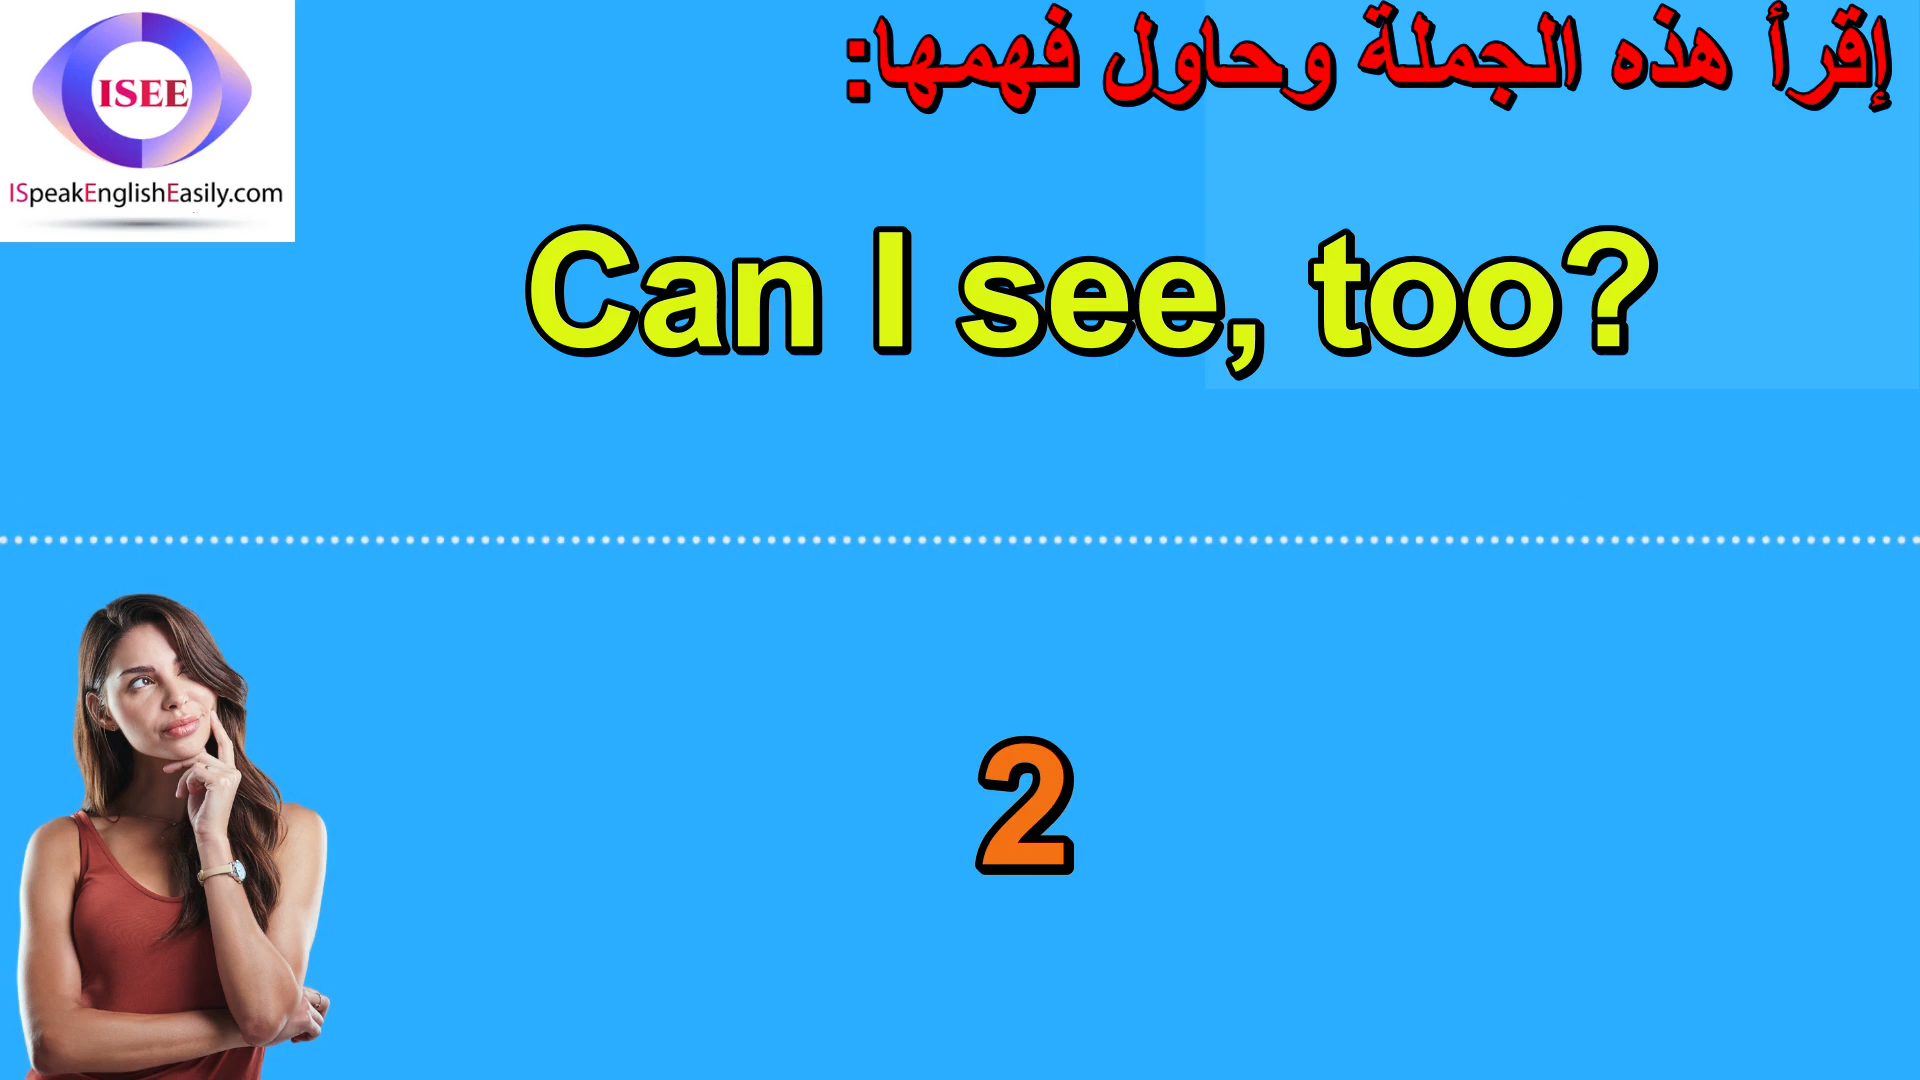 ISEE
ISpeakEnglishEasily.com
إقرأ هذه الجملة وحاول فهمها:
Can I see, too?
2